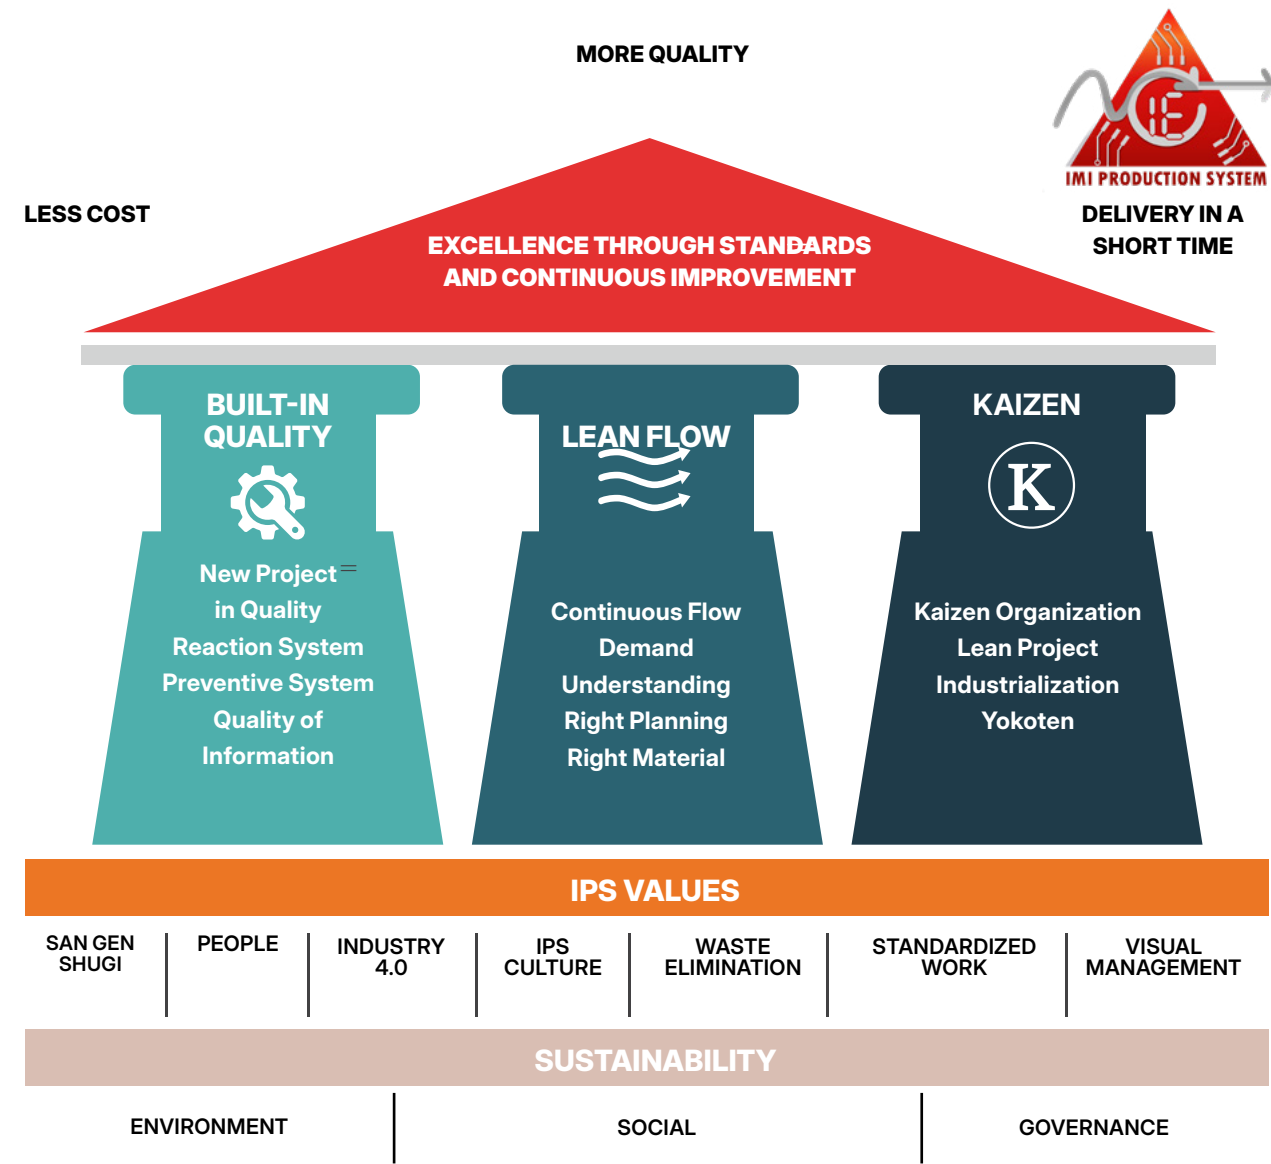 MORE QUALITY
IE
IMI PRODUCTION SYSTEM
LESS COST
DELIVERY IN A
SHORT TIME
EXCELLENCE THROUGH STANDARDS
AND CONTINUOUS IMPROVEMENT
BUILT-IN
QUALITY
New Project
in Quality
Reaction System
Preventive System
Quality of
Information
LEAN FLOW
Continuous Flow
Demand
Understanding
Right Planning
Right Material
KAIZEN
K
Kaizen Organization
Lean Project
Industrialization
Yokoten
IPS VALUES
SAN GEN
SHUGI
PEOPLE
INDUSTRY
4.0
IPS
CULTURE
WASTE
ELIMINATION
STANDARDIZED
WORK
VISUAL
MANAGEMENT
SUSTAINABILITY
ENVIRONMENT
SOCIAL
GOVERNANCE